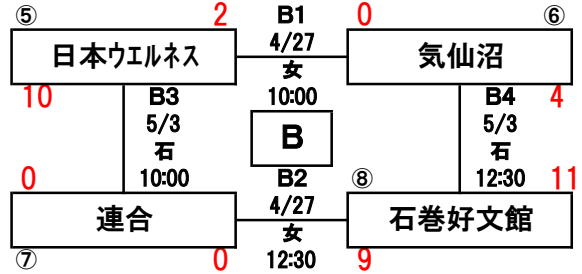 ⑤ 2 B1 0 ⑥
日本ウエルネス 4/27 気仙沼
女
10 B3 10:00 B4 4
5/3 B 5/3
石 石
0 10:00 B2 ⑧ 12:30 11
連合 4/27 石巻好文館
女
⑦ 0 12:30 9